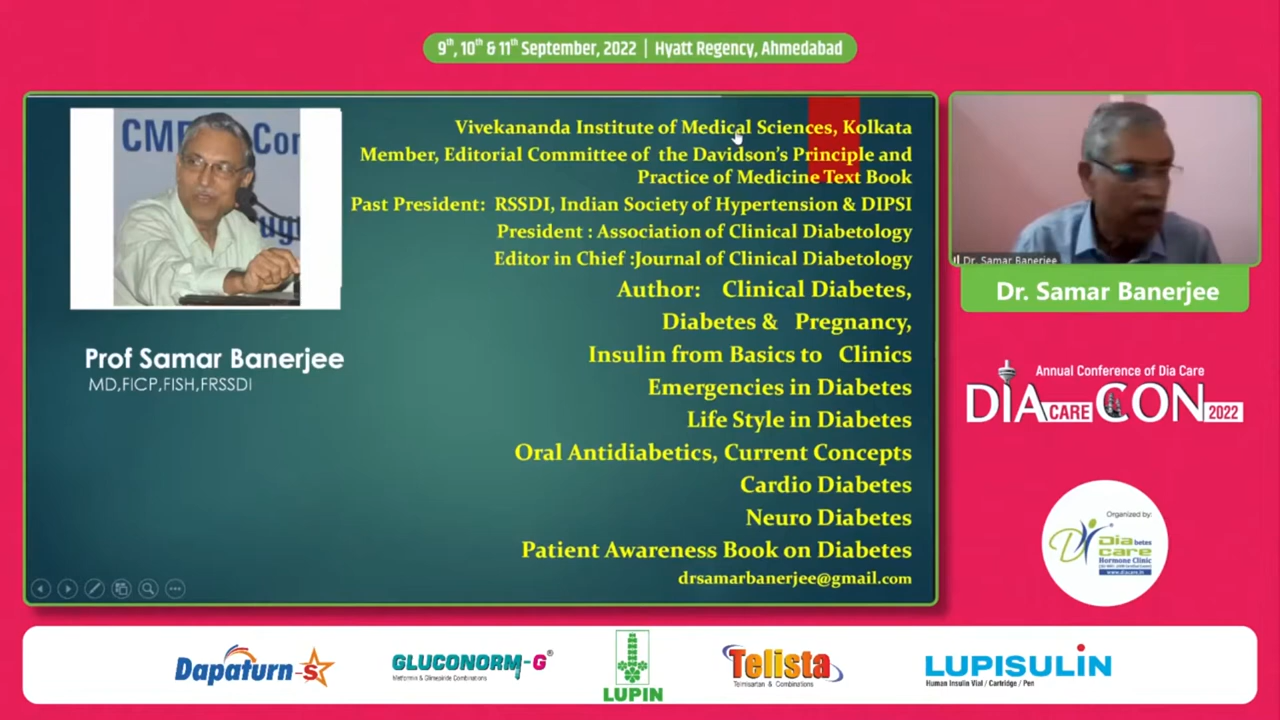 9th, 10th & 11th September, 2022 | Hyatt Regency, Ahmedabad
Vivekananda Institute of Medical Sciences, Kolkata
Member, Editorial Committee of the Davidson's Principle and
Practice of Medicine Text Book
Past President: RSSDI, Indian Society of Hypertension & DIPSI
President : Association of Clinical Diabetology
Editor in Chief :Journal of Clinical Diabetology
Author: Clinical Diabetes,
Diabetes & Pregnancy,
Insulin from Basics to Clinics
Emergencies in Diabetes
Life Style in Diabetes
Oral Antidiabetics, Current Concepts
Cardio Diabetes
Neuro Diabetes
Patient Awareness Book on Diabetes
drsamarbanerjee@gmail.com
Prof Samar Banerjee
MD,FICP,FISH,FRSSDI
Dr. Samar Banerjee
Dr. Samar Banerjee
Annual Conference of Dia Care
DIA CARE CON 2022
Organized by:
Diabetes
care
Hormone Clinic
www.diacare.in
Dapaturn-S
GLUCONORM-G®
Metformin & Glimepiride Combinations
LUPIN
Telista
Telmisartan & Combinations
LUPISULIN
Human Insulin Vial / Cartridge / Pen